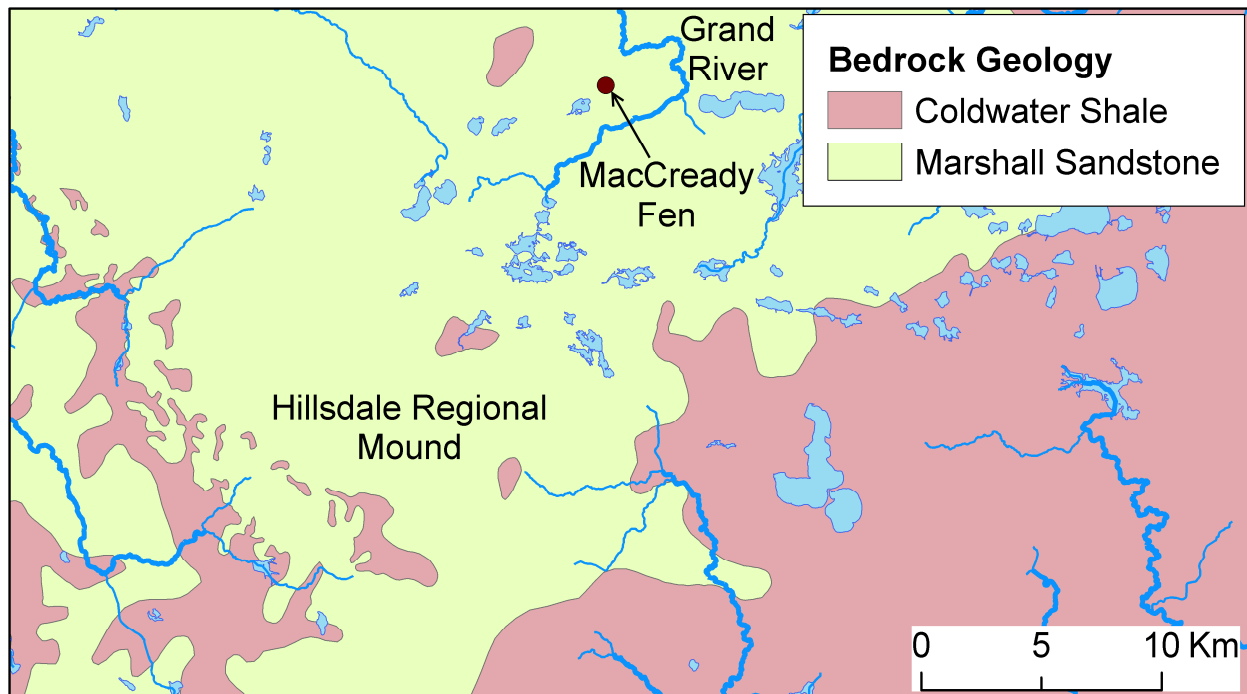 Grand
River
MacCready
Fen
Hillsdale Regional
Mound
Bedrock Geology
Coldwater Shale
Marshall Sandstone
0 5 10 Km